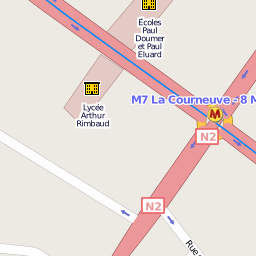 Écoles
Paul
Doumer
et Paul
Eluard
Lycée
Arthur
Rimbaud
M7 La Courneuve - 8 M
M
N2
N2
Rue